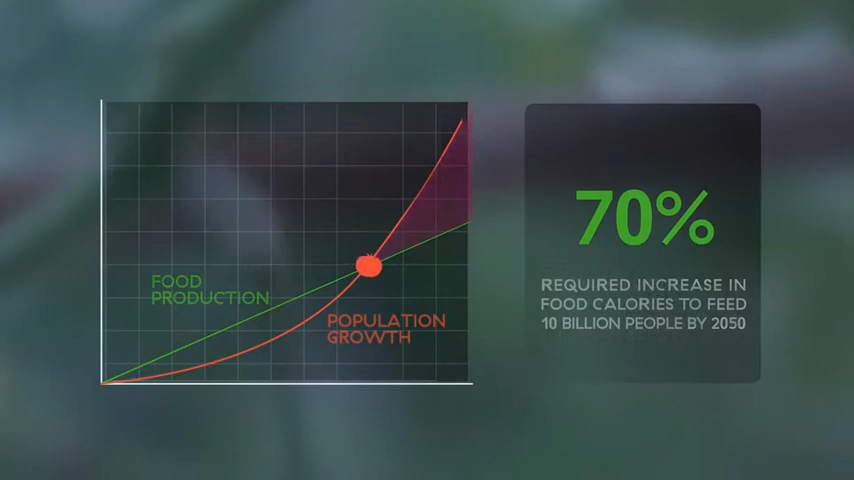 FOOD
PRODUCTION
POPULATION
GROWTH
70%
REQUIRED INCREASE IN
FOOD CALORIES TO FEED
10 BILLION PEOPLE BY 2050